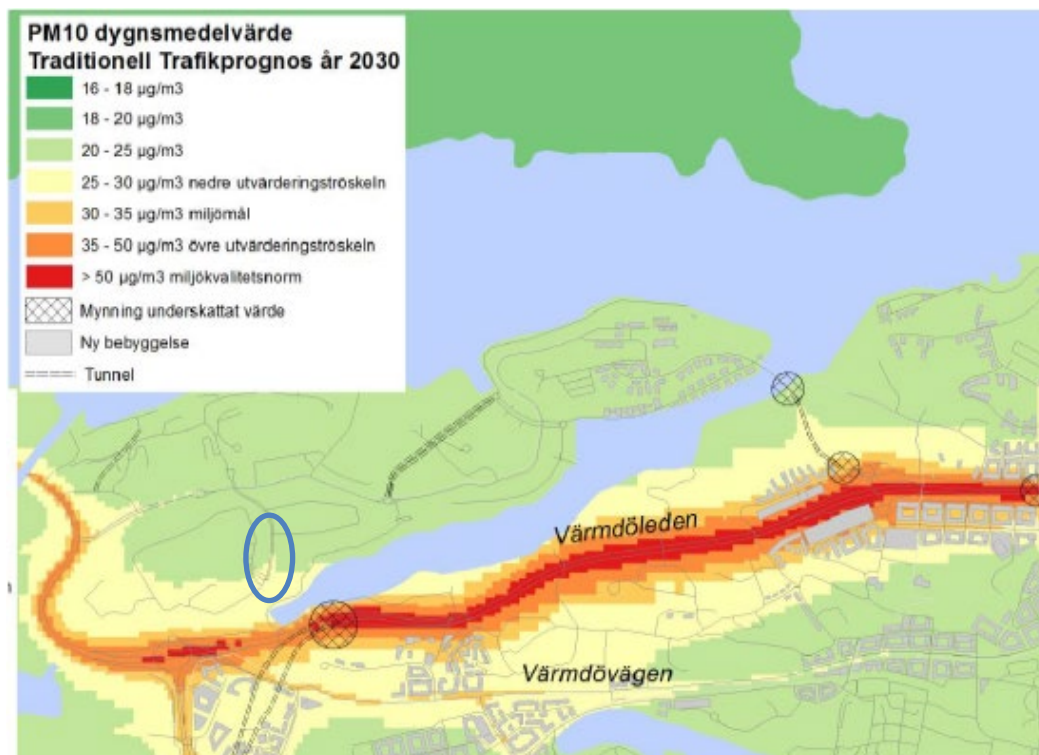 PM10 dygnsmedelvärde
Traditionell Trafikprognos år 2030
16 - 18 µg/m3
18 - 20 µg/m3
20 - 25 µg/m3
25 - 30 µg/m3 nedre utvärderingströskeln
30 - 35 µg/m3 miljömål
35 - 50 µg/m3 övre utvärderingströskeln
> 50 µg/m3 miljökvalitetsnorm
Mynning underskattat värde
Ny bebyggelse
Tunnel
Värmdöleden
Värmdövägen